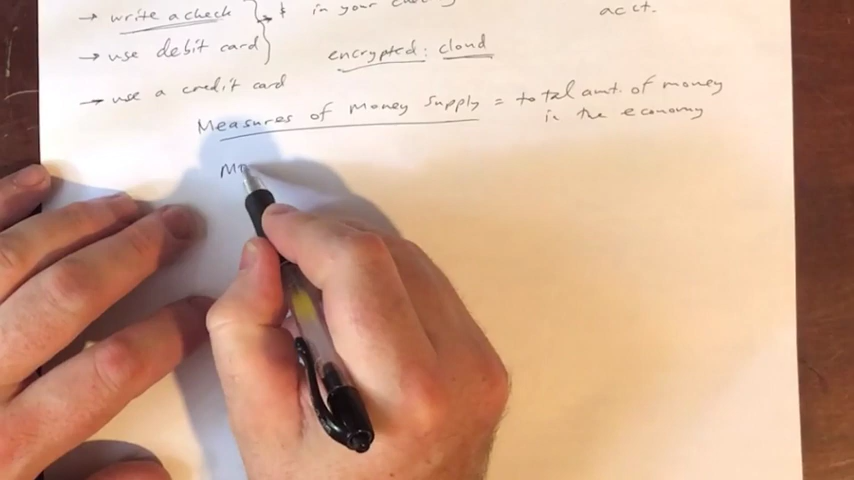 → write a check } $ in your checking
acct.
→ use debit card
encrypted: cloud
→ use a credit card
Measures of Money Supply = total amt. of money
in the economy
M